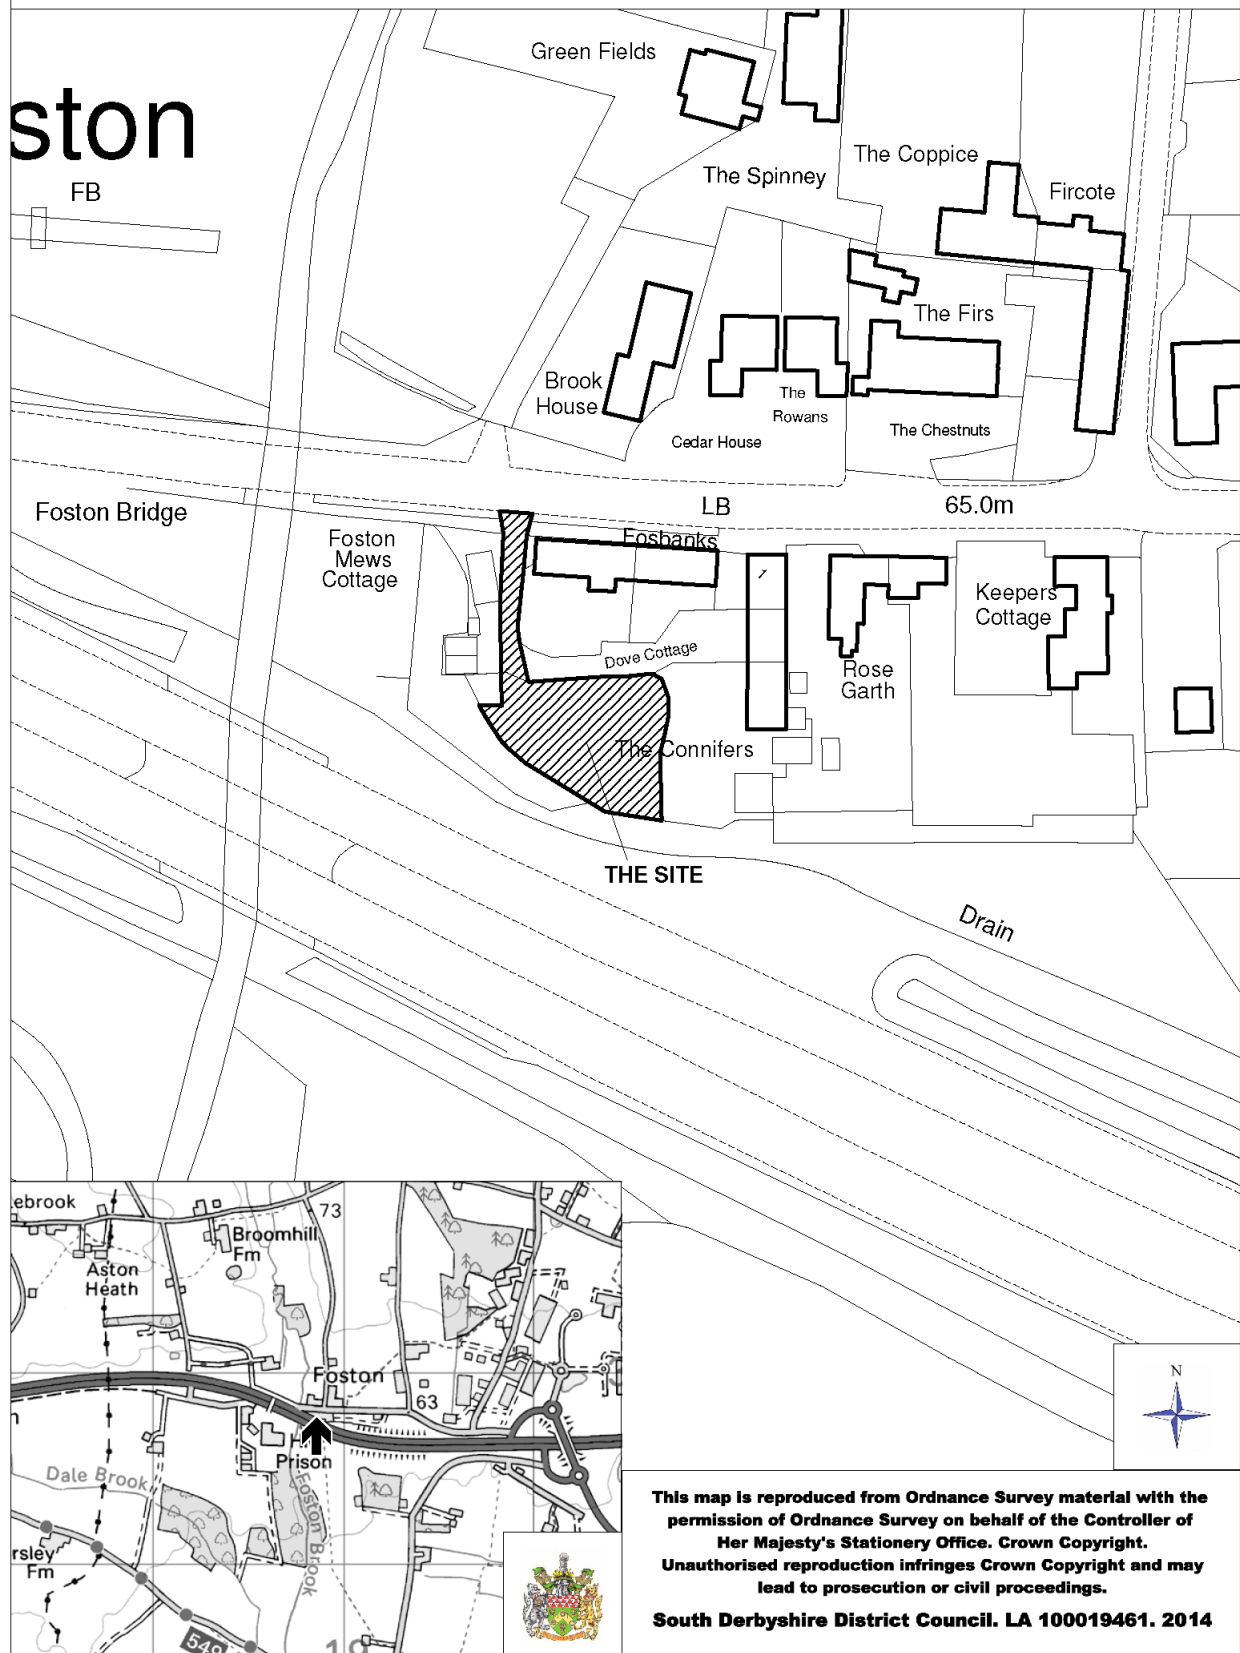 Green Fields
ston
The Coppice
The Spinney
FB
Fircote
The Firs
Brook
House
The
Rowans
Cedar House
The Chestnuts
LB
65.0m
Foston Bridge
Foston
Mews
Cottage
Fosbanks
1
Keepers
Cottage
Dove Cottage
Rose
Garth
The Connifers
THE SITE
Drain
ebrook
73
Broomhill
Fm
Aston
Heath
Foston
63
Prison
Dale Brook
Foston Brook
rsley
Fm
549
N
This map is reproduced from Ordnance Survey material with the
permission of Ordnance Survey on behalf of the Controller of
Her Majesty's Stationery Office. Crown Copyright.
Unauthorised reproduction infringes Crown Copyright and may
lead to prosecution or civil proceedings.
South Derbyshire District Council. LA 100019461. 2014